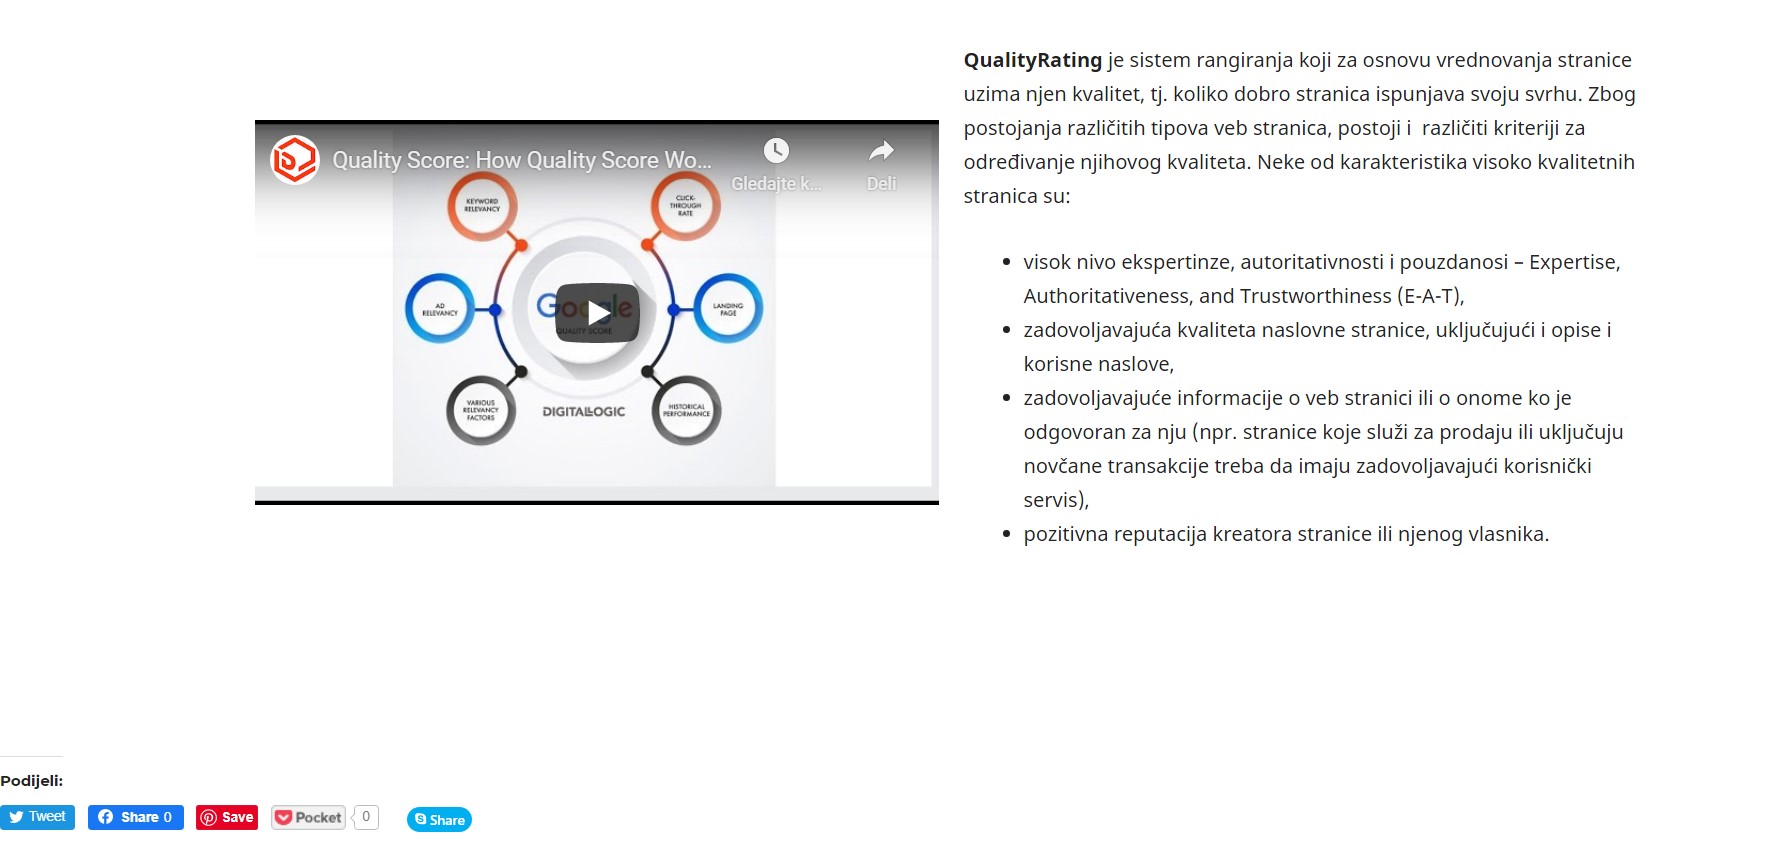 Quality Score: How Quality Score Wo...
Gledajte k...
Deli
KEYWORD
RELEVANCY
CLICK-
THROUGH
RATE
AD
RELEVANCY
Google
QUALITY SCORE
LANDING
PAGE
VARIOUS
RELEVANCY
FACTORS
DIGITALLOGIC
HISTORICAL
PERFORMANCE
QualityRating je sistem rangiranja koji za osnovu vrednovanja stranice
uzima njen kvalitet, tj. koliko dobro stranica ispunjava svoju svrhu. Zbog
postojanja različitih tipova veb stranica, postoji i  različiti kriteriji za
određivanje njihovog kvaliteta. Neke od karakteristika visoko kvalitetnih
stranica su:
• visok nivo ekspertinze, autoritativnosti i pouzdanosi – Expertise,
Authoritativeness, and Trustworthiness (E-A-T),
• zadovoljavajuća kvaliteta naslovne stranice, uključujući i opise i
korisne naslove,
• zadovoljavajuće informacije o veb stranici ili o onome ko je
odgovoran za nju (npr. stranice koje služi za prodaju ili uključuju
novčane transakcije treba da imaju zadovoljavajući korisnički
servis),
• pozitivna reputacija kreatora stranice ili njenog vlasnika.
Podijeli:
Tweet
Share 0
Save
Pocket
0
Share